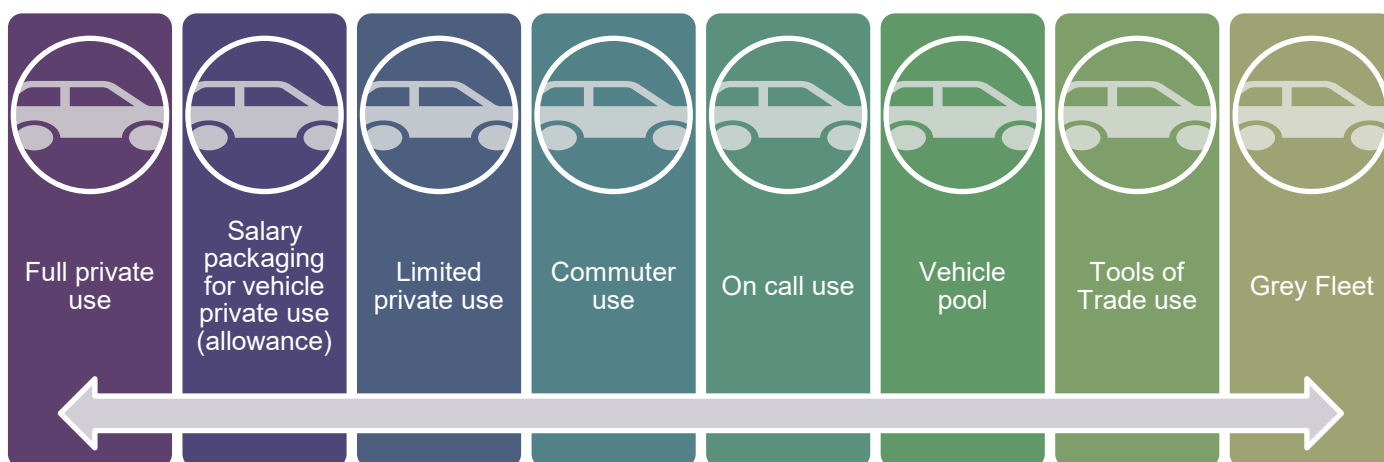 Full private
use
Salary
packaging
for vehicle
private use
(allowance)
Limited
private use
Commuter
use
On call use
Vehicle
pool
Tools of
Trade use
Grey Fleet